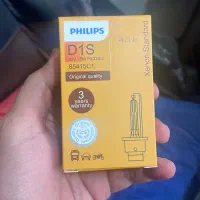 PHILIPS
D1S
85415C1
Original quality
3
years
warranty
Xenon Standard